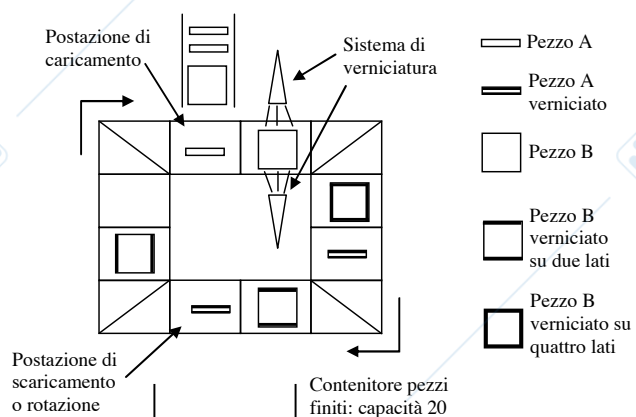 Postazione di
caricamento
Sistema di
verniciatura
Pezzo A
Pezzo A
verniciato
Pezzo B
Pezzo B
verniciato
su due lati
Pezzo B
verniciato su
quattro lati
Postazione di
scaricamento
o rotazione
Contenitore pezzi
finiti: capacità 20